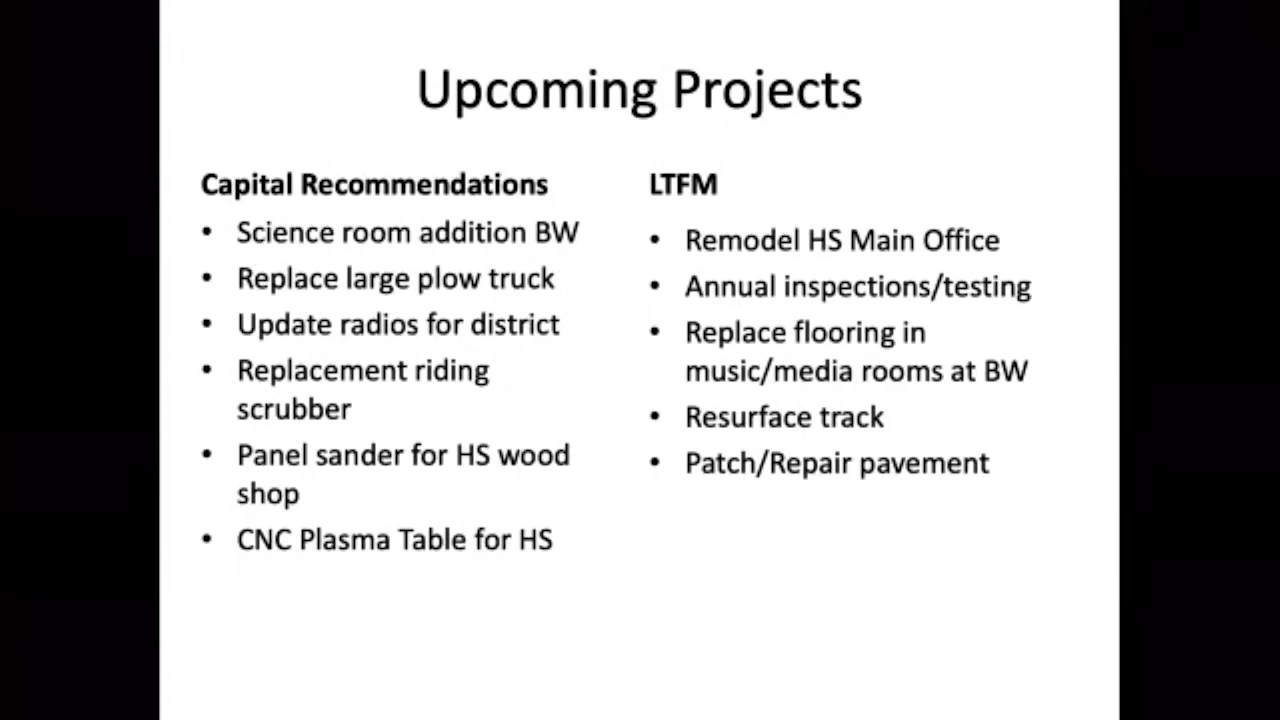 Upcoming Projects
Capital Recommendations
• Science room addition BW
• Replace large plow truck
• Update radios for district
• Replacement riding
scrubber
• Panel sander for HS wood
shop
• CNC Plasma Table for HS
LTFM
• Remodel HS Main Office
• Annual inspections/testing
• Replace flooring in
music/media rooms at BW
• Resurface track
• Patch/Repair pavement